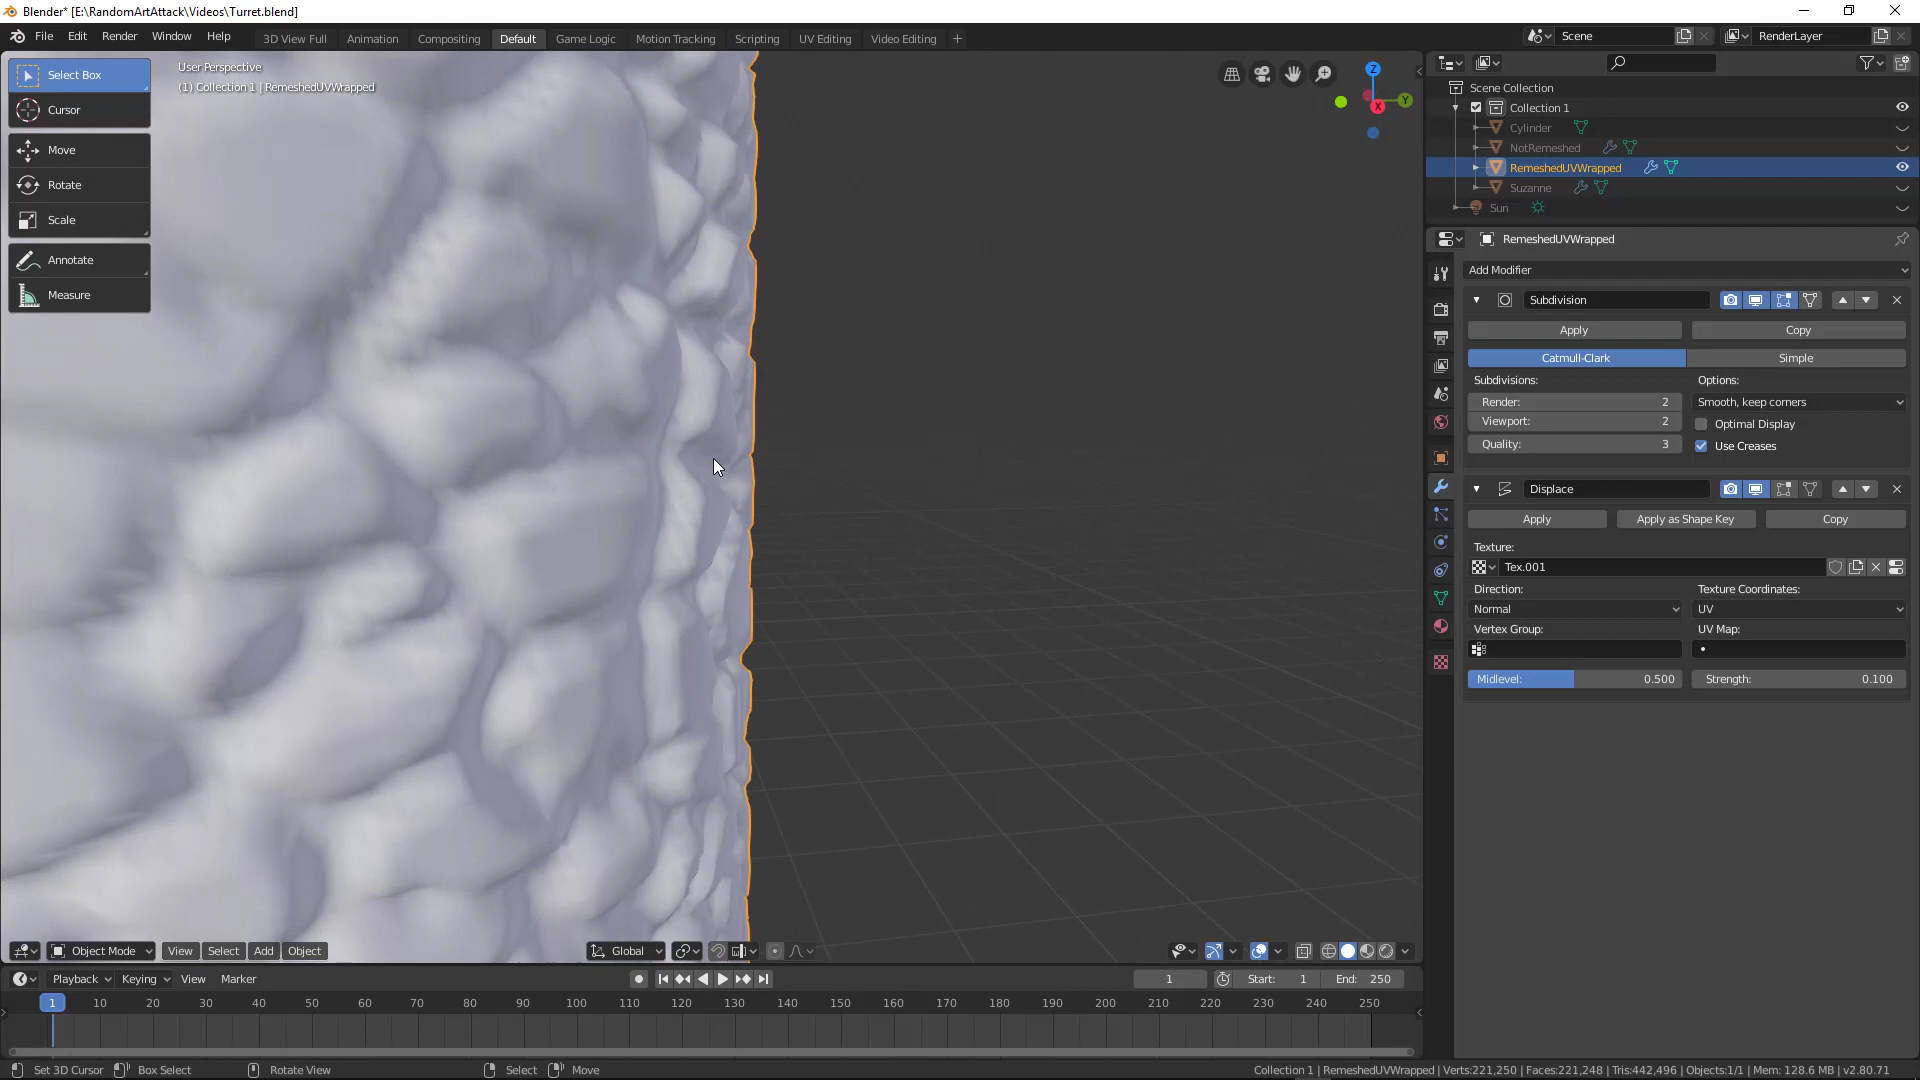 Blender* [E:\RandomArtAttack\Videos\Turret.blend]
File Edit Render Window Help 3D View Full Animation Compositing Default Game Logic Motion Tracking Scripting UV Editing Video Editing + Scene RenderLayer
Select Box
Cursor
Move
Rotate
Scale
Annotate
Measure
User Perspective
(1) Collection 1 | RemeshedUVWrapped
Z
Y
X
Scene Collection
Collection 1
Cylinder
NotRemeshed
RemeshedUVWrapped
Suzanne
Sun
RemeshedUVWrapped
Add Modifier
Subdivision
Apply Copy
Catmull-Clark Simple
Subdivisions: Options:
Render: 2 Smooth, keep corners
Viewport: 2 Optimal Display
Quality: 3 Use Creases
Displace
Apply Apply as Shape Key Copy
Texture:
Tex.001
Direction: Texture Coordinates:
Normal UV
Vertex Group: UV Map:
Midlevel: 0.500 Strength: 0.100
Object Mode View Select Add Object Global
Playback Keying View Marker 1 Start: 1 End: 250
1 10 20 30 40 50 60 70 80 90 100 110 120 130 140 150 160 170 180 190 200 210 220 230 240 250
Set 3D Cursor Box Select Rotate View Select Move Collection 1 | RemeshedUVWrapped | Verts:221,250 | Faces:221,248 | Tris:442,496 | Objects:1/1 | Mem: 128.6 MB | v2.80.71